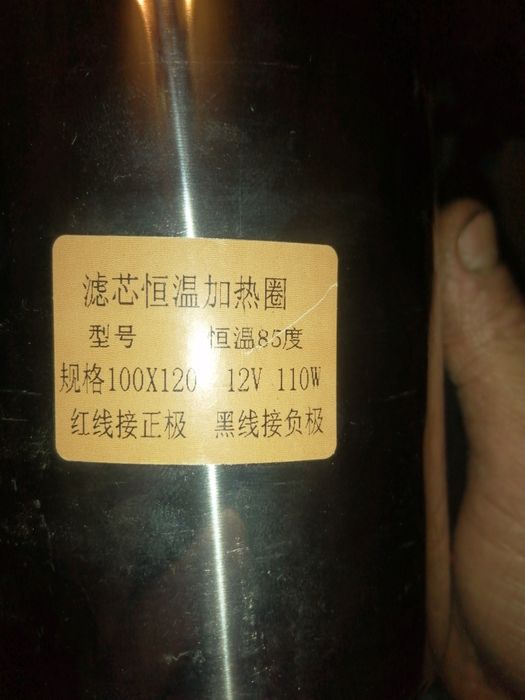 滤芯恒温加热圈
型号 恒温85度
规格100X120 12V 110W
红线接正极 黑线接负极